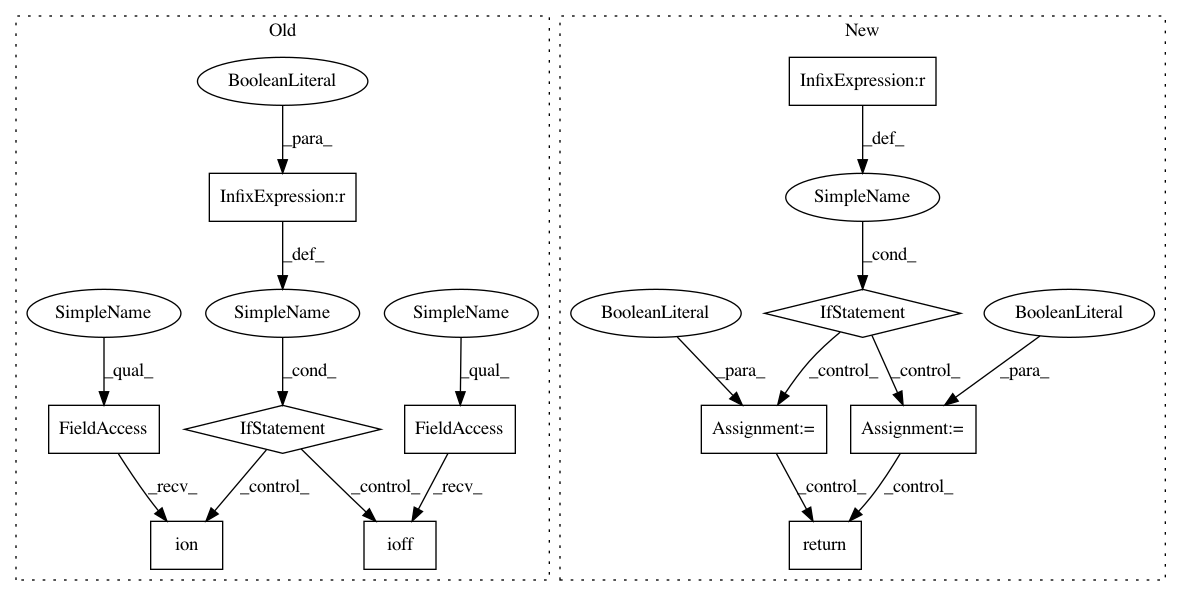 Old
New
BooleanLiteral
InfixExpression:r
_para_
_def_
InfixExpression:r
SimpleName
_def_
_cond_
SimpleName
SimpleName
SimpleName
BooleanLiteral
IfStatement
BooleanLiteral
_qual_
_cond_
_qual_
_para_
_control_
_control_
_para_
FieldAccess
IfStatement
FieldAccess
Assignment:=
Assignment:=
_recv_
_control_
_control_
_recv_
_control_
_control_
ion
ioff
return